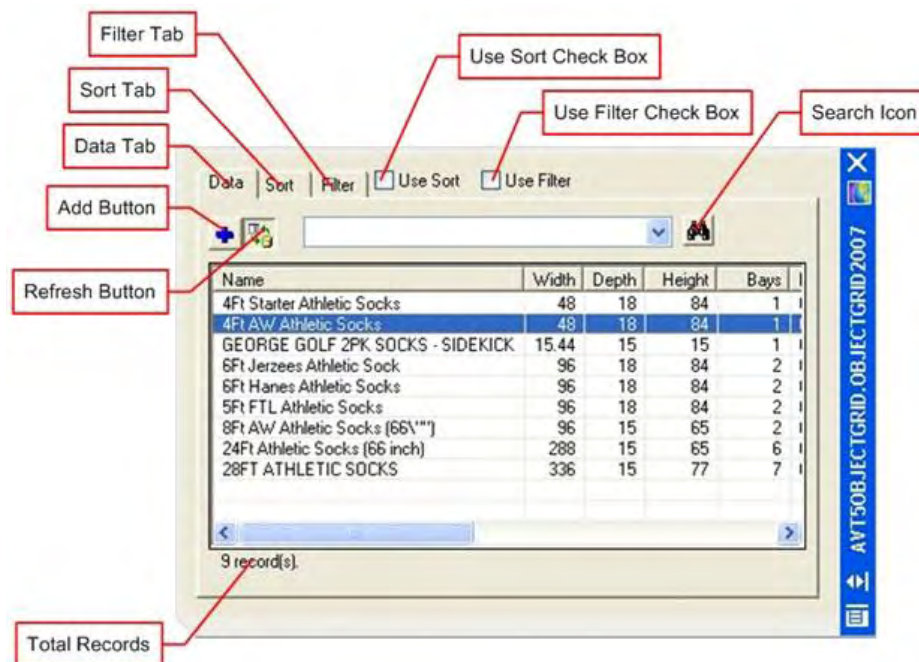 Filter Tab
Use Sort Check Box
Sort Tab
Use Filter Check Box
Search Icon
Data Tab
Data Sort Filter Use Sort Use Filter
Add Button
Refresh Button
Name Width Depth Height Bays
4Ft Starter Athletic Socks 48 18 84 1
4Ft AW Athletic Socks 48 18 84 1
GEORGE GOLF 2PK SOCKS - SIDEKICK 15.44 15 15 1
6Ft Jerzees Athletic Sock 96 18 84 2
6Ft Hanes Athletic Socks 96 18 84 2
5Ft FTL Athletic Socks 96 18 84 2
8Ft AW Athletic Socks (66\"") 96 15 65 2
24Ft Athletic Socks (66 inch) 288 15 65 6
28FT ATHLETIC SOCKS 336 15 77 7
9 record(s).
Total Records
AVT5OBJECTGRID.OBJECTGRID2007